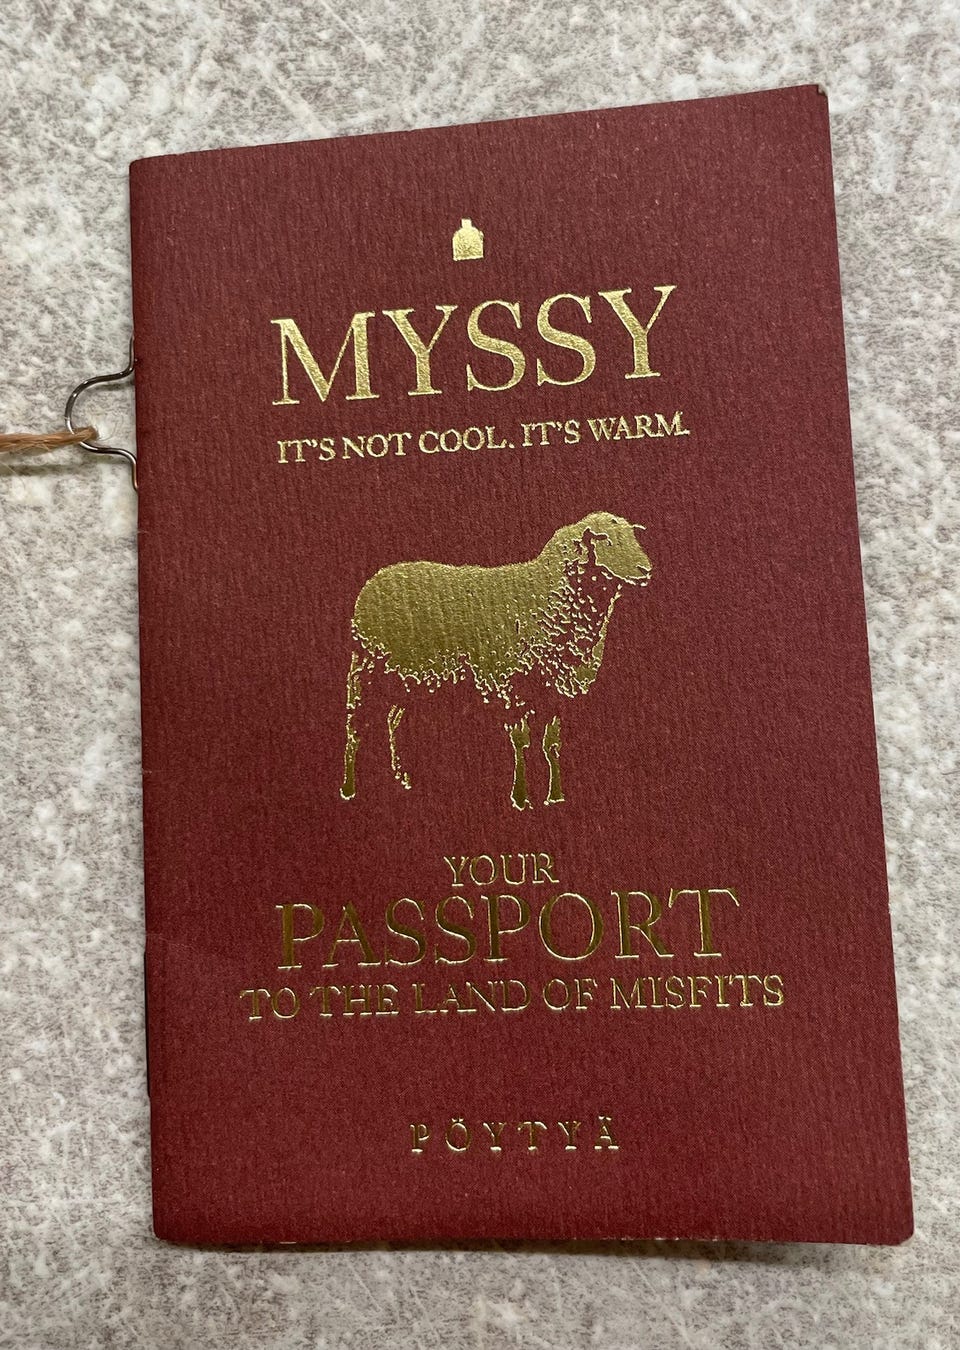 MYSSY
IT'S NOT COOL. IT'S WARM.
YOUR
PASSPORT
TO THE LAND OF MISFITS
PÖYTYÄ